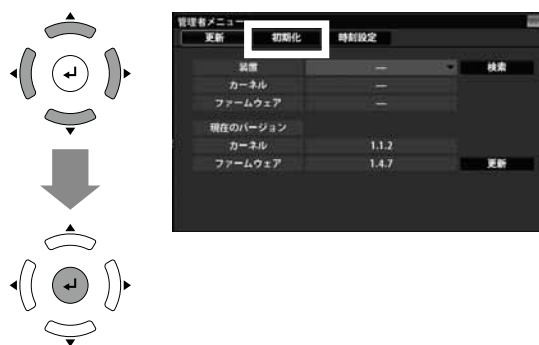 管理者メニュー
更新 初期化 時刻設定
装置 — 検索
カーネル —
ファームウェア —
現在のバージョン
カーネル 1.1.2
ファームウェア 1.4.7 更新